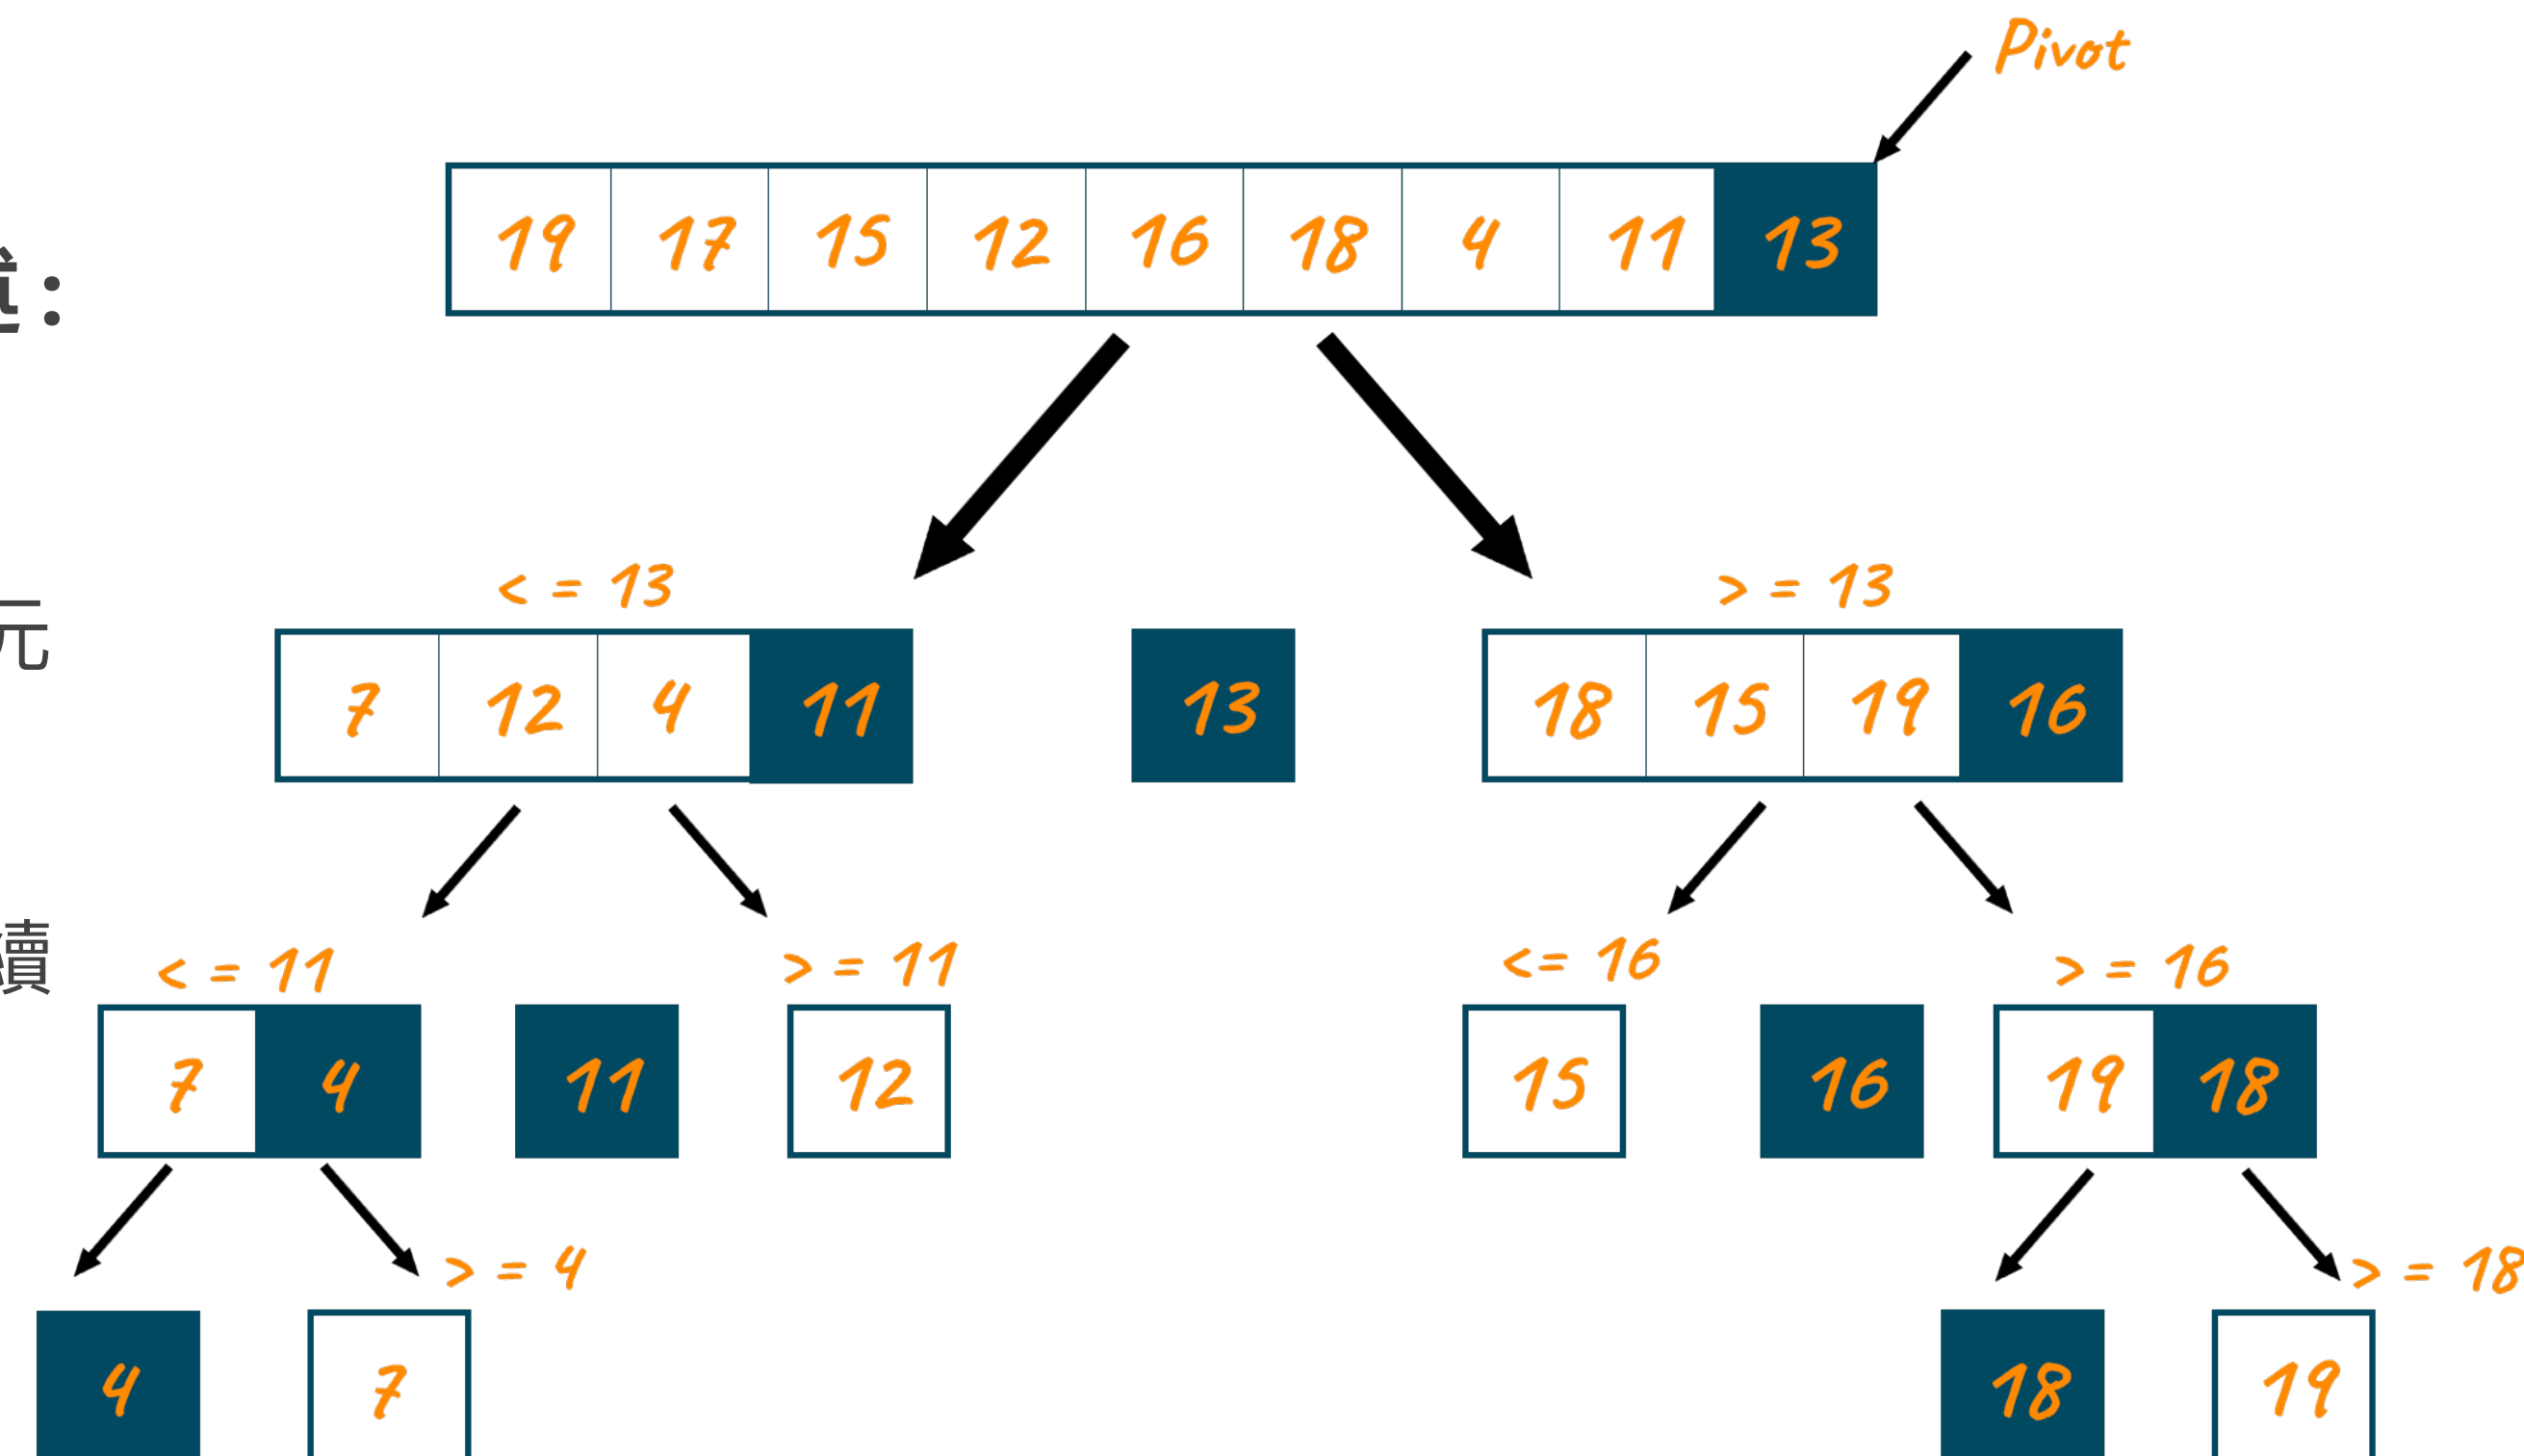 Pivot
19 17 15 12 16 18 4 11 13
:
< = 13 > = 13
元
7 12 4 11 13 18 15 19 16
續
< = 11 > = 11 <= 16 > = 16
7 4 11 12 15 16 19 18
> = 4 > = 18
4 7 18 19